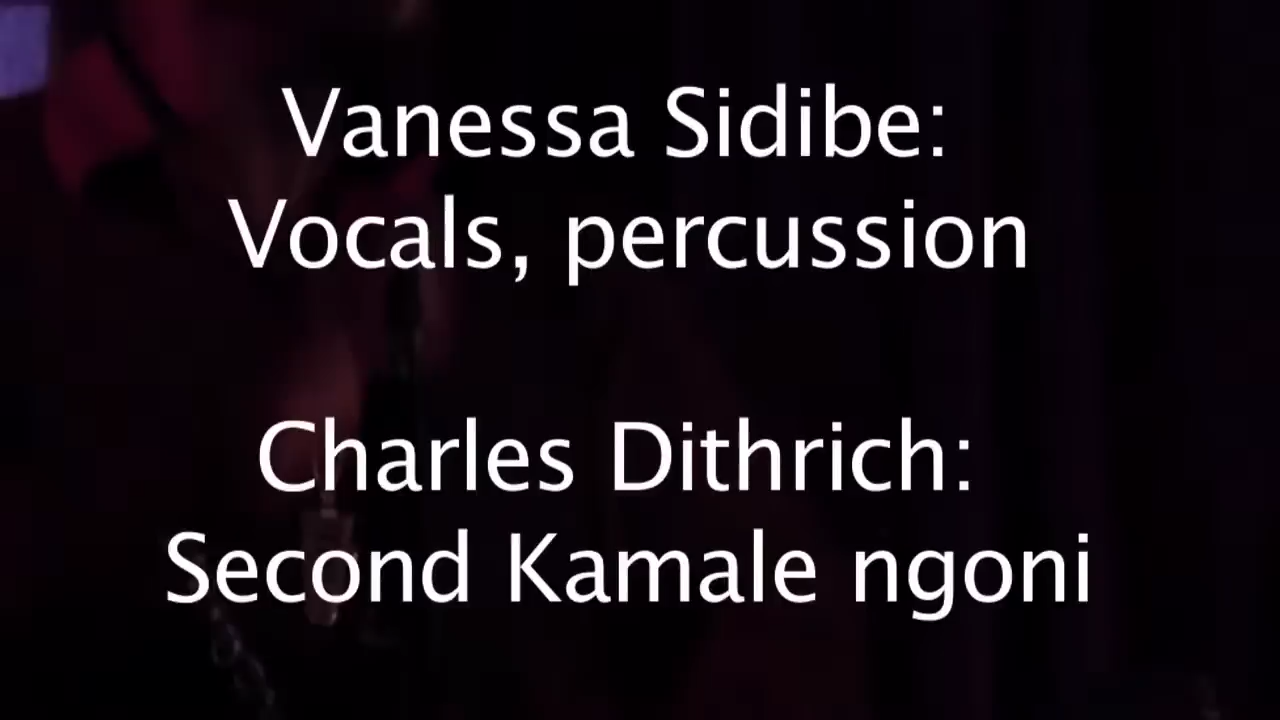 Vanessa Sidibe:
Vocals, percussion
Charles Dithrich:
Second Kamale ngoni